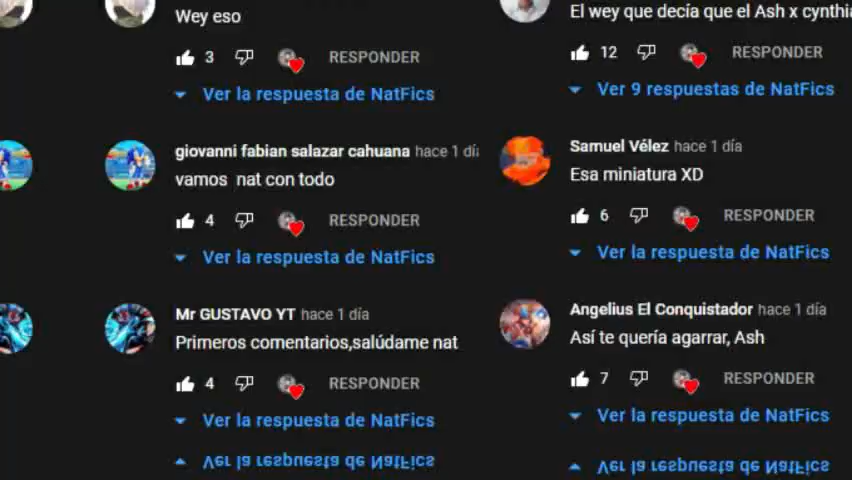 Wey eso
3 RESPONDER
Ver la respuesta de NatFics
giovanni fabian salazar cahuana hace 1 dí
vamos nat con todo
4 RESPONDER
Ver la respuesta de NatFics
Mr GUSTAVO YT hace 1 día
Primeros comentarios,salúdame nat
4 RESPONDER
Ver la respuesta de NatFics
Ver la respuesta de NatFics
El wey que decía que el Ash x cynthia
12 RESPONDER
Ver 9 respuestas de NatFics
Samuel Vélez hace 1 día
Esa miniatura XD
6 RESPONDER
Ver la respuesta de NatFics
Angelius El Conquistador hace 1 día
Así te quería agarrar, Ash
7 RESPONDER
Ver la respuesta de NatFics
Ver la respuesta de NatFics